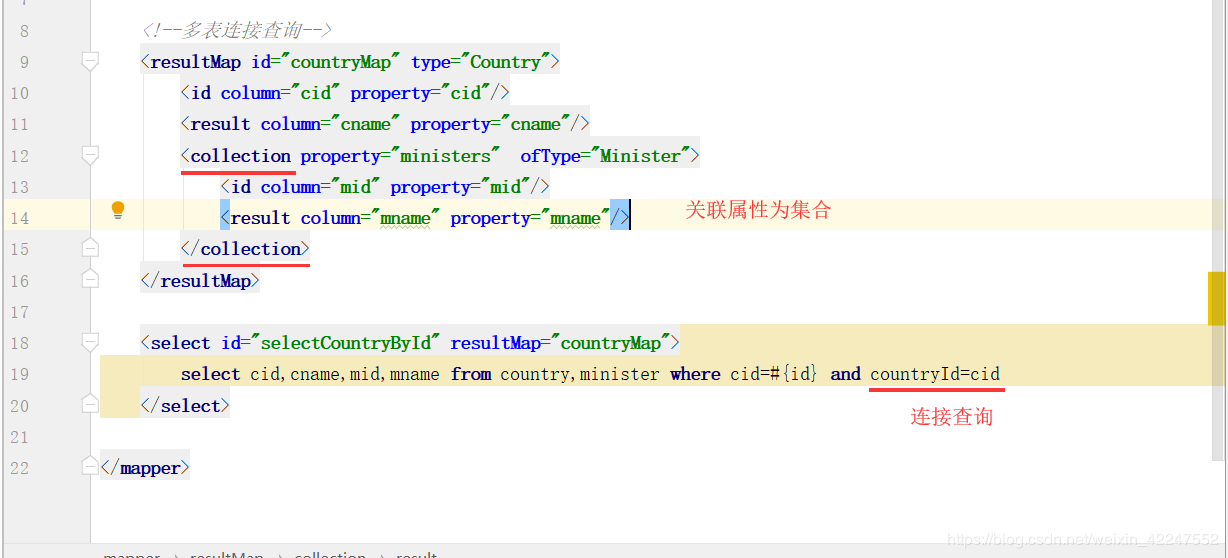 8 <!--多表连接查询-->
9 <resultMap id="countryMap" type="Country">
10 <id column="cid" property="cid"/>
11 <result column="cname" property="cname"/>
12 <collection property="ministers" ofType="Minister">
13 <id column="mid" property="mid"/>
14 <result column="mname" property="mname"/> 关联属性为集合
15 </collection>
16 </resultMap>
17
18 <select id="selectCountryById" resultMap="countryMap">
19 select cid,cname,mid,mname from country,minister where cid=#{id} and countryId=cid
20 </select>
连接查询
21
22 </mapper>
https://blog.csdn.net/weixin_42247552
mapper › resultMap › collection › result